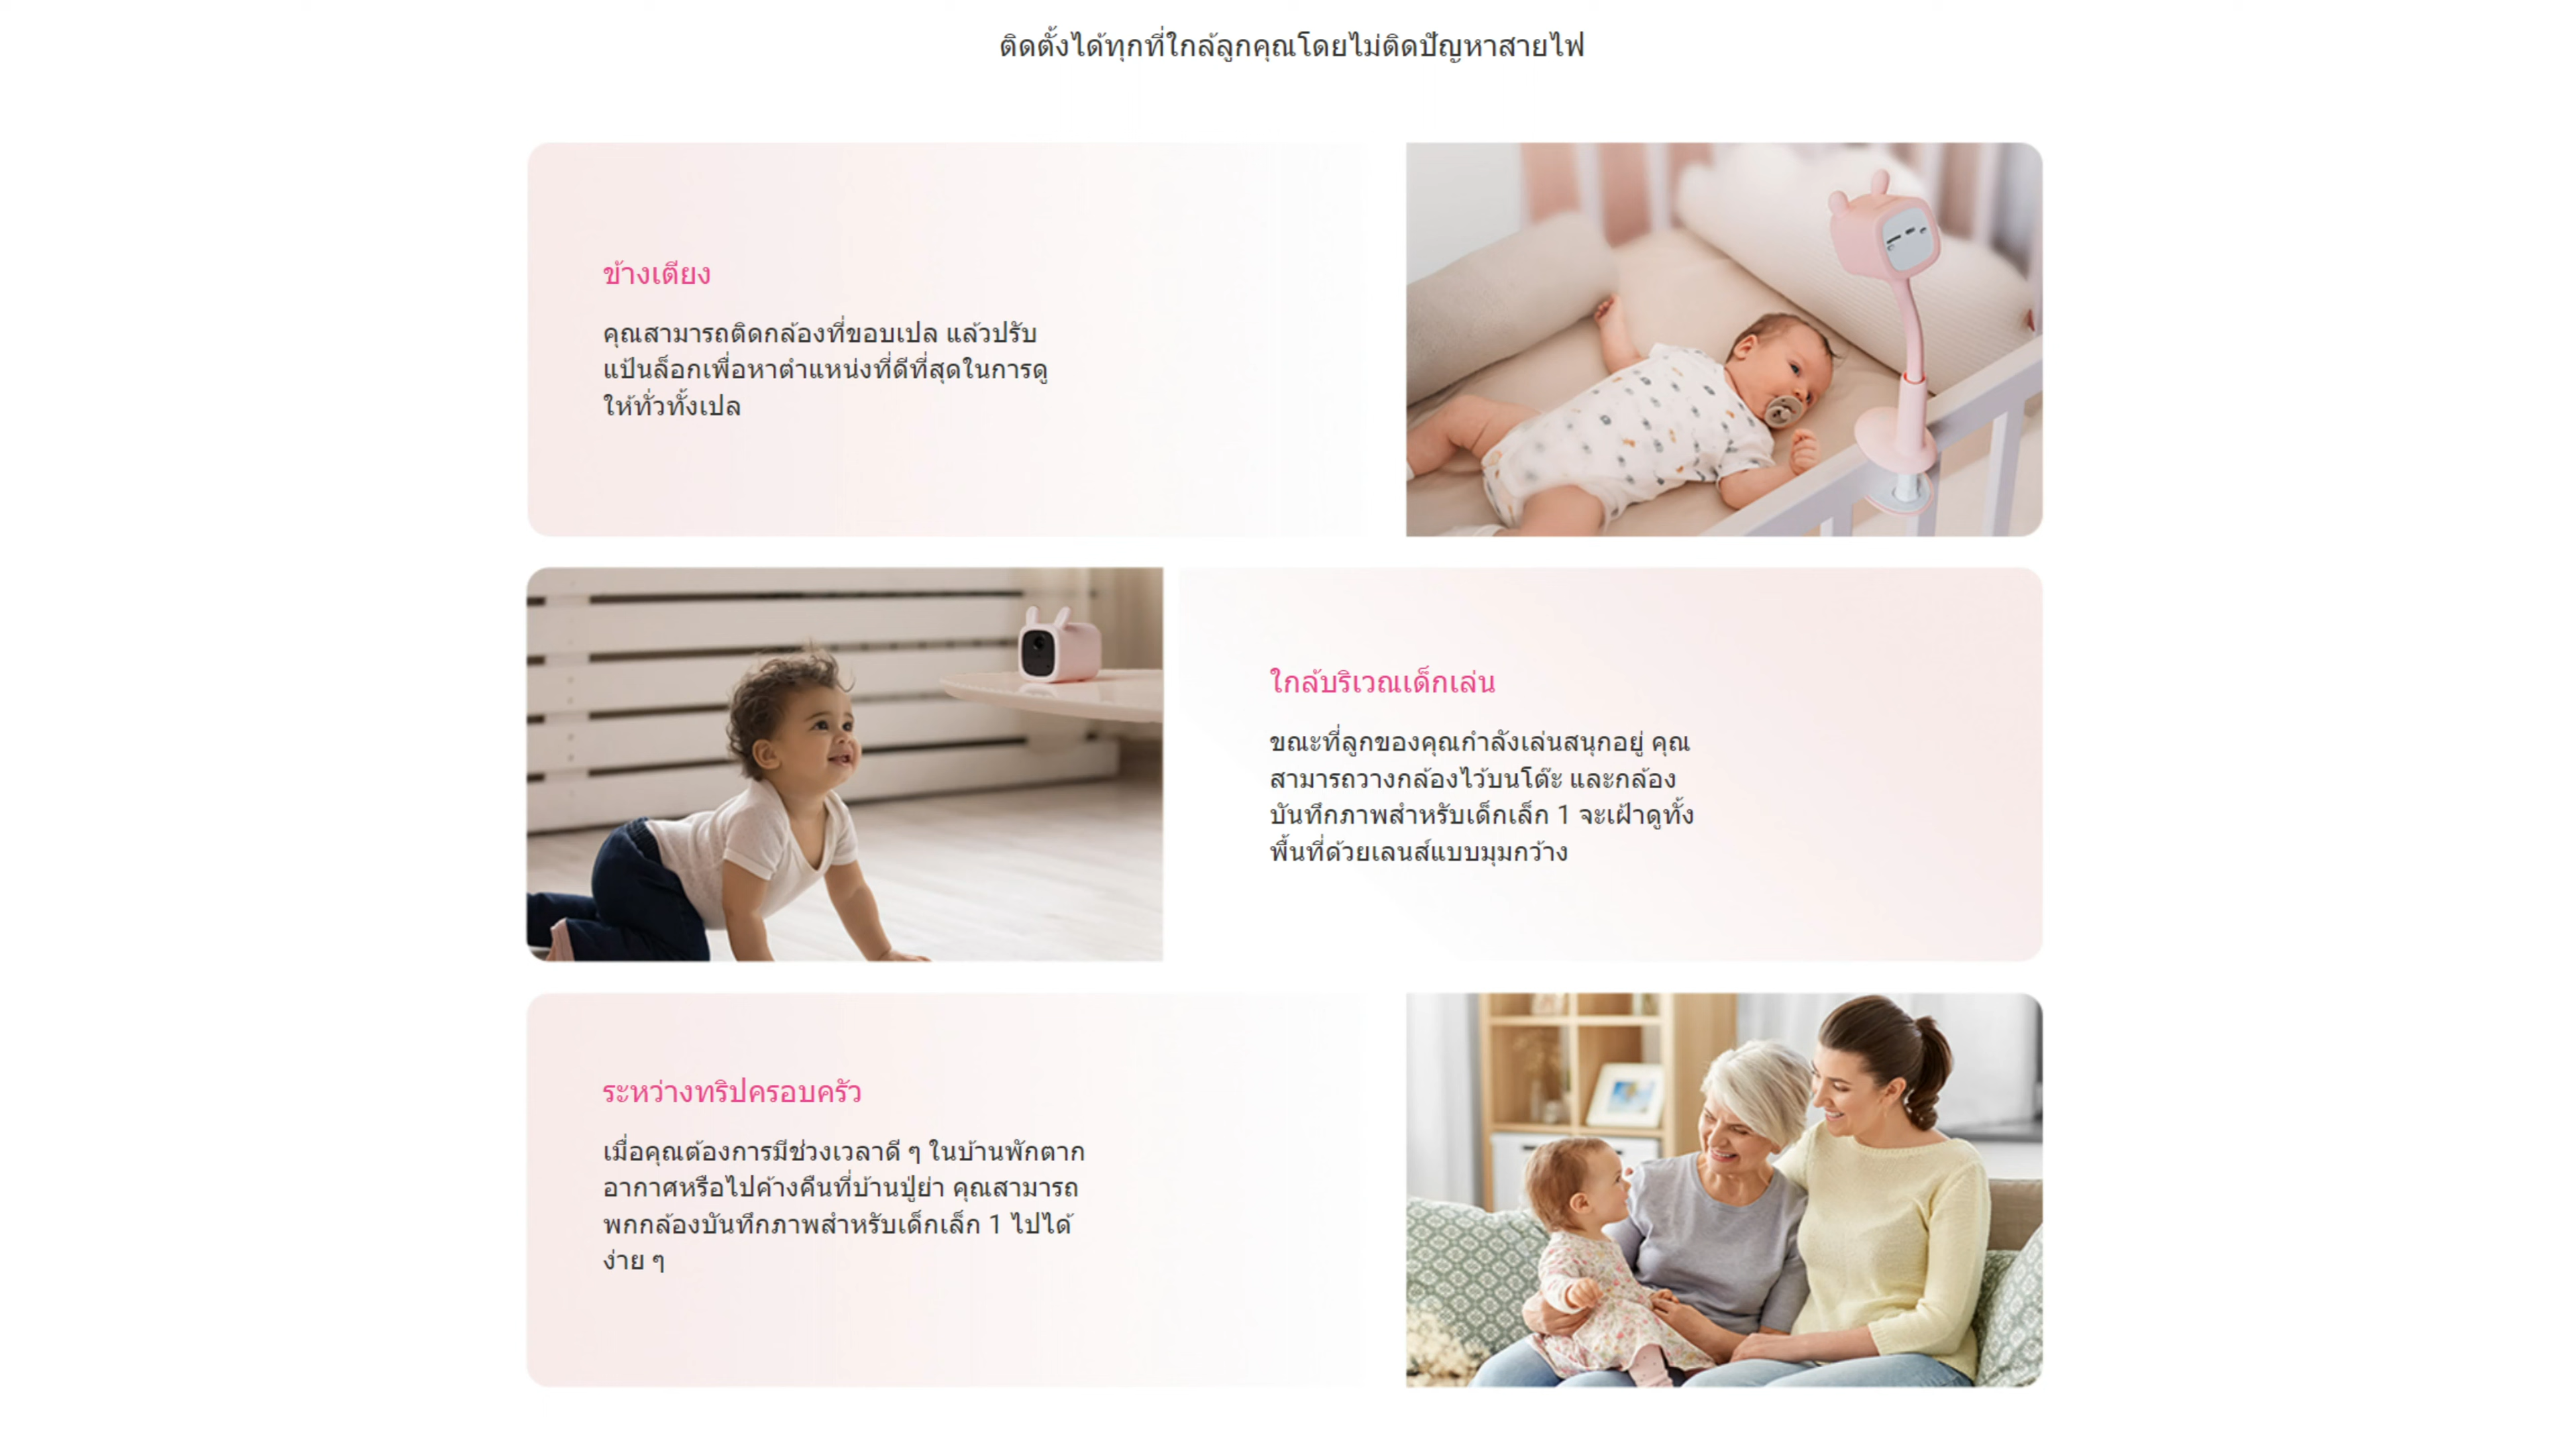 ติดตั้งได้ทุกที่ใกล้ลูกคุณโดยไม่ติดปัญหาสายไฟ
ข้างเตียง
คุณสามารถติดกล้องที่ขอบเปล แล้วปรับ
แป้นล็อกเพื่อหาตำแหน่งที่ดีที่สุดในการดู
ให้ทั่วทั้งเปล
ใกล้บริเวณเด็กเล่น
ขณะที่ลูกของคุณกำลังเล่นสนุกอยู่ คุณ
สามารถวางกล้องไว้บนโต๊ะ และกล้อง
บันทึกภาพสำหรับเด็กเล็ก 1 จะเฝ้าดูทั้ง
พื้นที่ด้วยเลนส์แบบมุมกว้าง
ระหว่างทริปครอบครัว
เมื่อคุณต้องการมีช่วงเวลาดี ๆ ในบ้านพักตาก
อากาศหรือไปค้างคืนที่บ้านปู่ย่า คุณสามารถ
พกกล้องบันทึกภาพสำหรับเด็กเล็ก 1 ไปได้
ง่าย ๆ